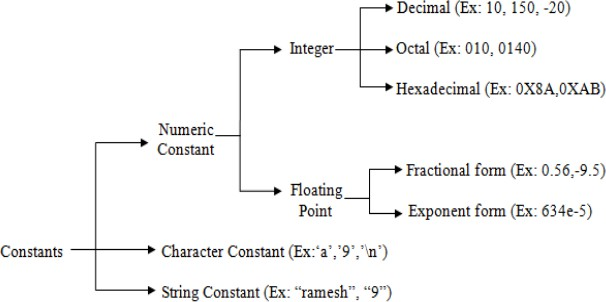 Decimal (Ex: 10, 150, -20)
Integer
Octal (Ex: 010, 0140)
Hexadecimal (Ex: 0X8A,0XAB)
Numeric
Constant
Fractional form (Ex: 0.56,-9.5)
Floating
Point
Exponent form (Ex: 634e-5)
Constants
Character Constant (Ex:‘a’,’9’,’\n’)
String Constant (Ex: “ramesh”, “9”)